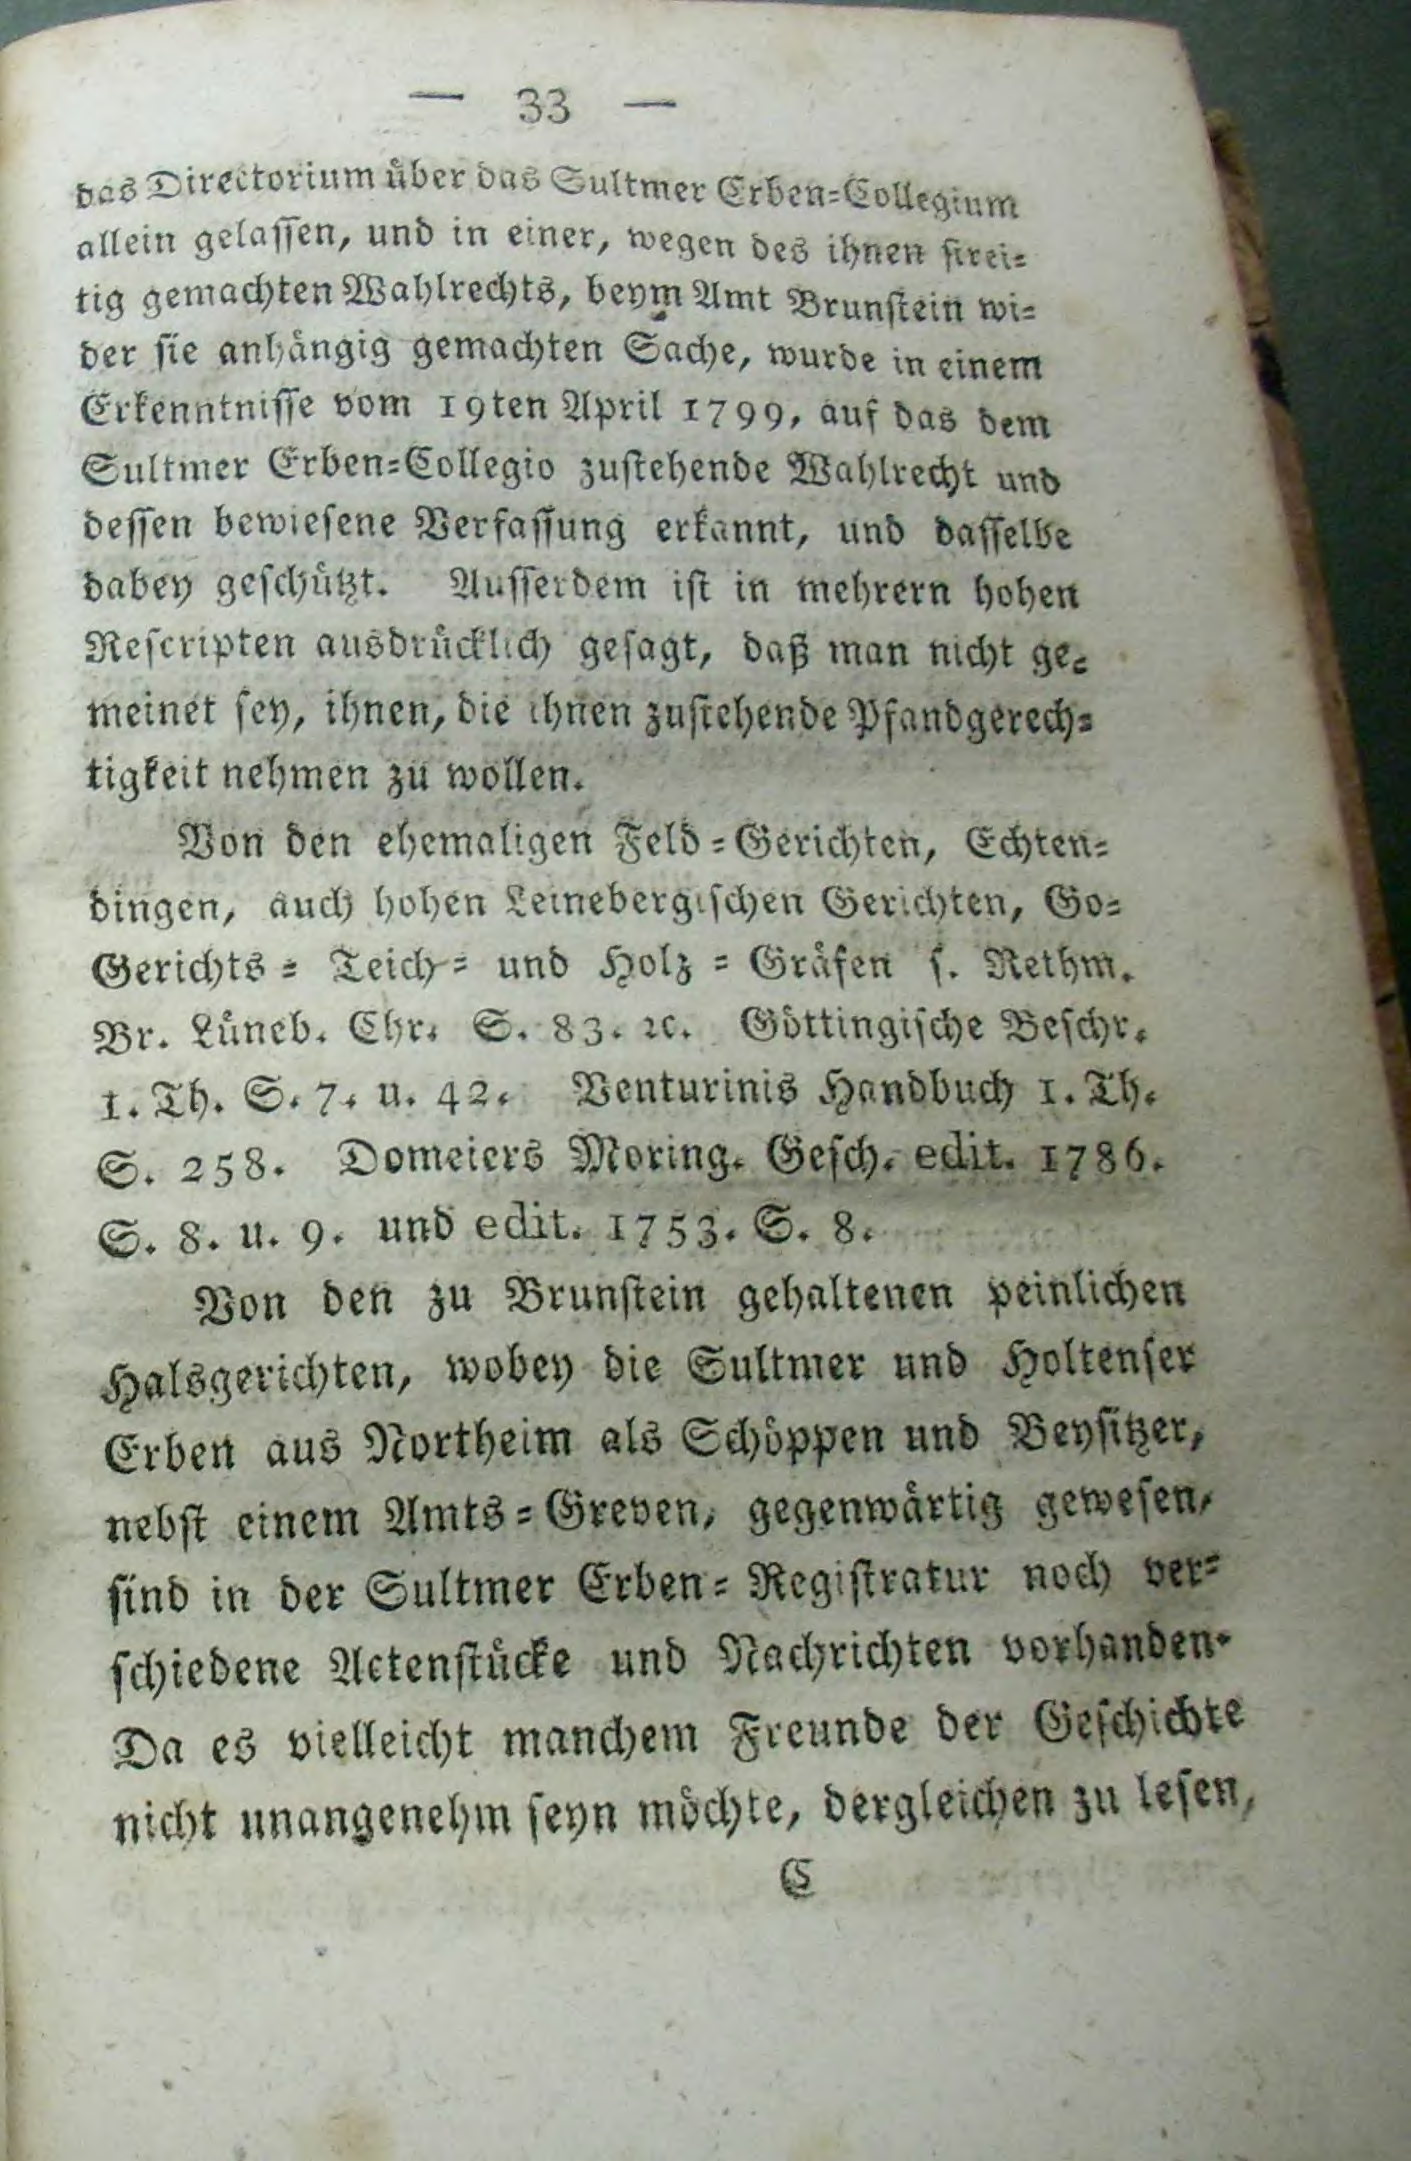 — 33 —
das Directorium über das Sultmer Erben=Collegium
allein gelassen, und in einer, wegen des ihnen strei=
tig gemachten Wahlrechts, beym Amt Brunstein wi=
der sie anhängig gemachten Sache, wurde in einem
Erkenntnisse vom 19ten April 1799, auf das dem
Sultmer Erben=Collegio zustehende Wahlrecht und
dessen bewiesene Verfassung erkannt, und dasselbe
dabey geschützt. Ausserdem ist in mehrern hohen
Rescripten ausdrücklich gesagt, daß man nicht ge=
meinet sey, ihnen, die ihnen zustehende Pfandgerech=
tigkeit nehmen zu wollen.
Von den ehemaligen Feld=Gerichten, Echten=
dingen, auch hohen Leinebergischen Gerichten, Go=
Gerichts= Teich= und Holz=Gräfen s. Rethm.
Br. Lüneb. Chr. S. 83. ꝛc. Göttingische Beschr.
1. Th. S. 7. u. 42. Venturinis Handbuch 1. Th.
S. 258. Domeiers Moring. Gesch. edit. 1786.
S. 8. u. 9. und edit. 1753. S. 8.
Von den zu Brunstein gehaltenen peinlichen
Halsgerichten, wobey die Sultmer und Holtenser
Erben aus Northeim als Schöppen und Beysitzer,
nebst einem Amts=Greven, gegenwärtig gewesen,
sind in der Sultmer Erben=Registratur noch ver=
schiedene Actenstücke und Nachrichten vorhanden.
Da es vielleicht manchem Freunde der Geschichte
nicht unangenehm seyn möchte, dergleichen zu lesen,
C